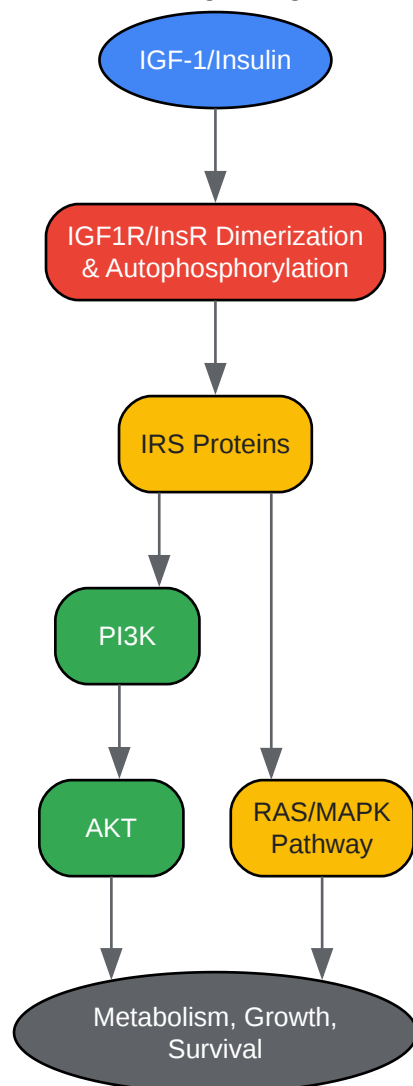 IGF-1/Insulin
IGF1R/InsR Dimerization
& Autophosphorylation
IRS Proteins
PI3K
AKT
RAS/MAPK
Pathway
Metabolism, Growth,
Survival